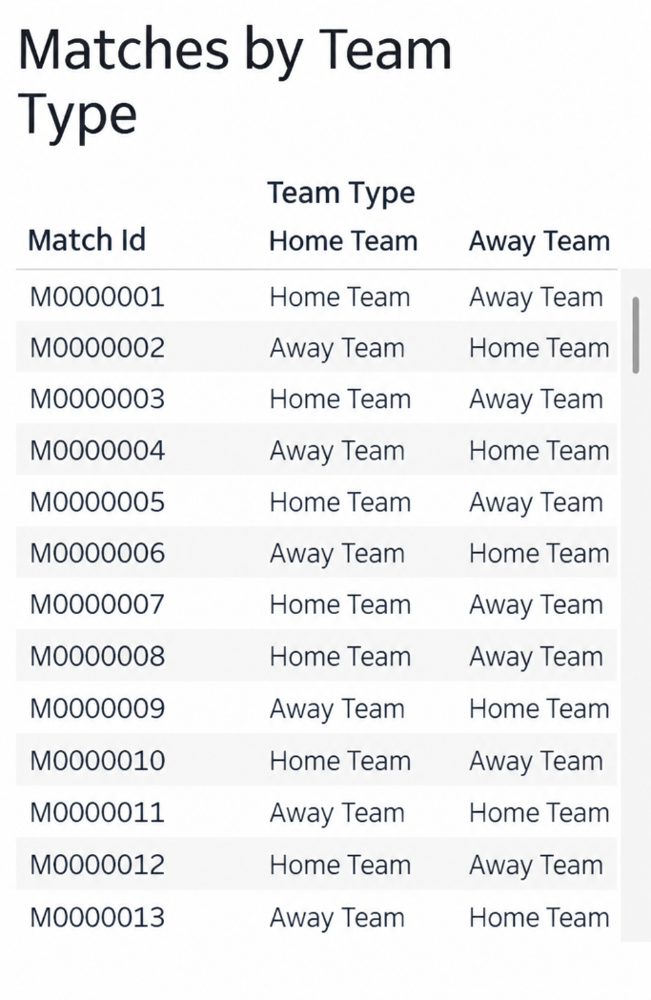 Matches by Team
Type
Team Type
Match Id Home Team Away Team
M0000001 Home Team Away Team
M0000002 Away Team Home Team
M0000003 Home Team Away Team
M0000004 Away Team Home Team
M0000005 Home Team Away Team
M0000006 Away Team Home Team
M0000007 Home Team Away Team
M0000008 Home Team Away Team
M0000009 Away Team Home Team
M0000010 Home Team Away Team
M0000011 Away Team Home Team
M0000012 Home Team Away Team
M0000013 Away Team Home Team